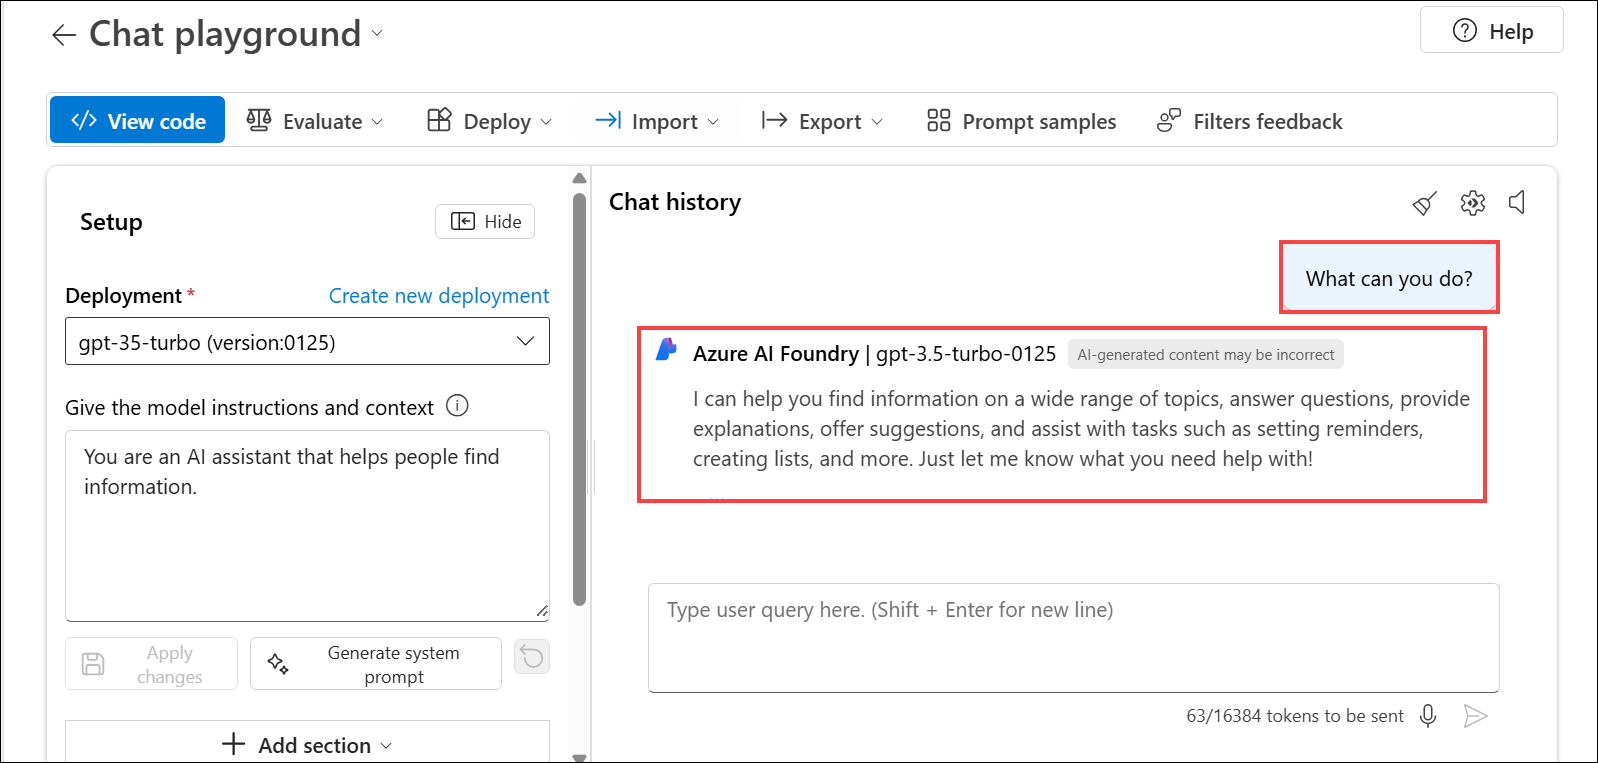 Chat playground
Help
View code
Evaluate
Deploy
Import
Export
Prompt samples
Filters feedback
Setup
Hide
Deployment *
Create new deployment
gpt-35-turbo (version:0125)
Give the model instructions and context
You are an AI assistant that helps people find
information.
Apply
changes
Generate system
prompt
Add section
Chat history
What can you do?
Azure AI Foundry | gpt-3.5-turbo-0125
AI-generated content may be incorrect
I can help you find information on a wide range of topics, answer questions, provide
explanations, offer suggestions, and assist with tasks such as setting reminders,
creating lists, and more. Just let me know what you need help with!
Type user query here. (Shift + Enter for new line)
63/16384 tokens to be sent